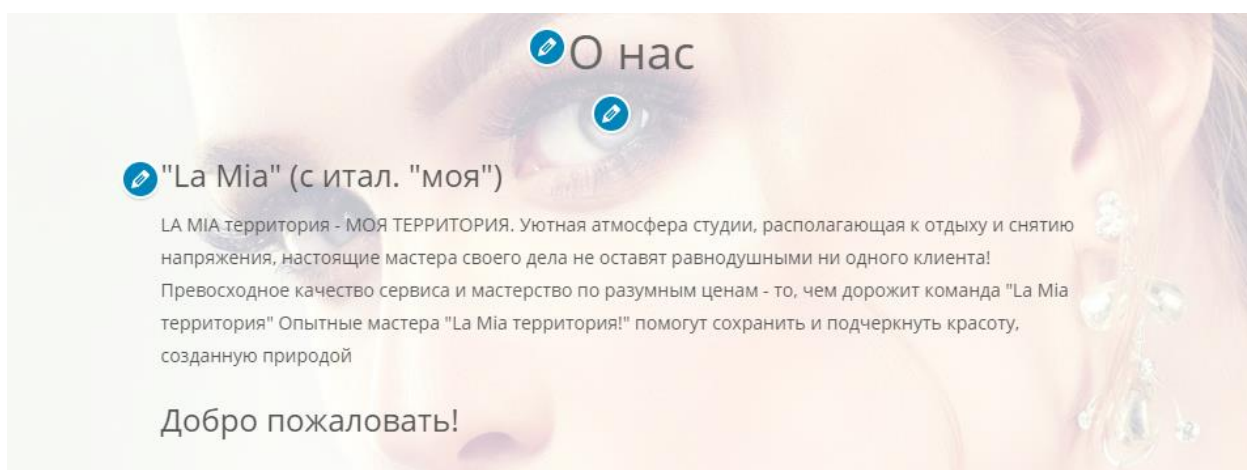 О нас
"La Mia" (с итал. "моя")
LA MIA территория - МОЯ ТЕРРИТОРИЯ. Уютная атмосфера студии, располагающая к отдыху и снятию
напряжения, настоящие мастера своего дела не оставят равнодушными ни одного клиента!
Превосходное качество сервиса и мастерство по разумным ценам - то, чем дорожит команда "La Mia
территория" Опытные мастера "La Mia территория!" помогут сохранить и подчеркнуть красоту,
созданную природой
Добро пожаловать!